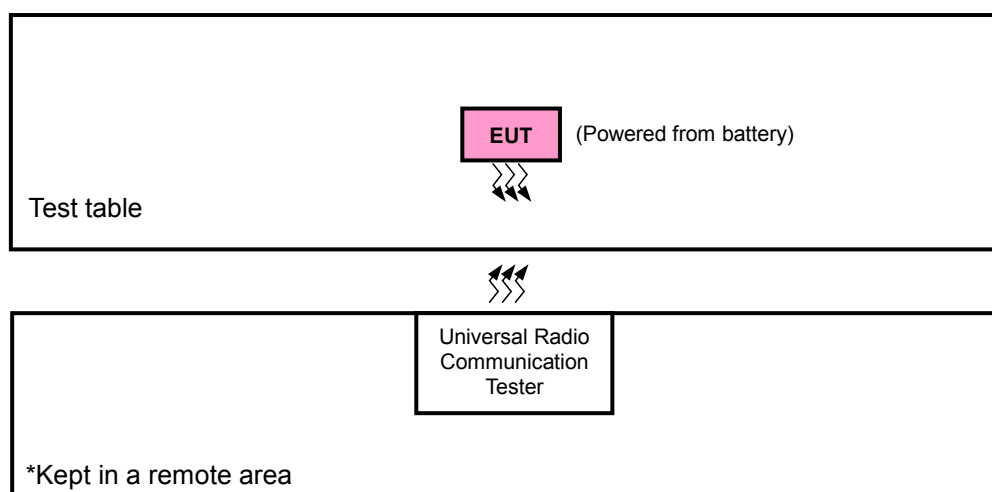 EUT
(Powered from battery)
Test table
Universal Radio
Communication
Tester
*Kept in a remote area